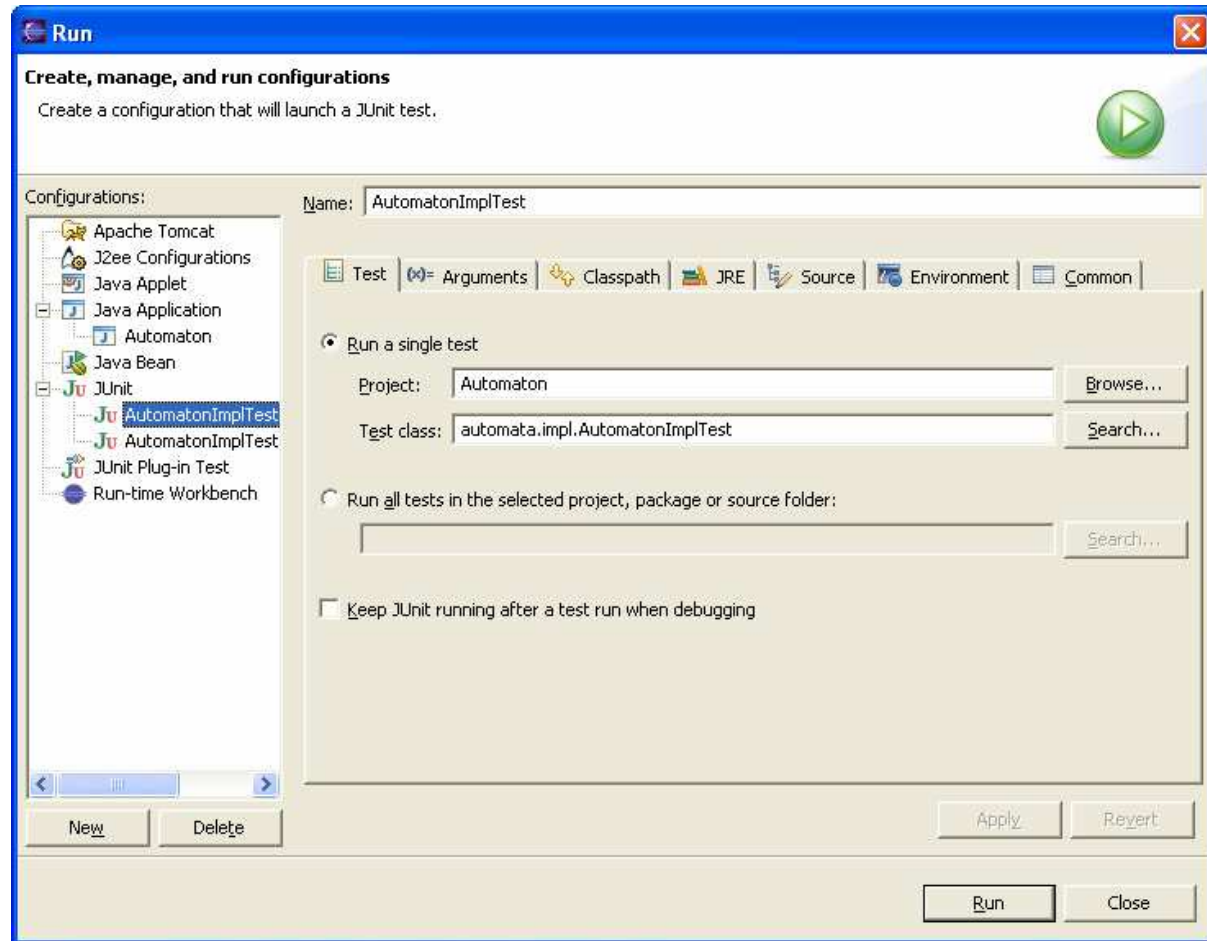 Run
Create, manage, and run configurations
Create a configuration that will launch a JUnit test.
Configurations:
Apache Tomcat
J2ee Configurations
Java Applet
Java Application
Automaton
Java Bean
JUnit
AutomatonImplTest
AutomatonImplTest
JUnit Plug-in Test
Run-time Workbench
New Delete
Name: AutomatonImplTest
Test (x)= Arguments Classpath JRE Source Environment Common
Run a single test
Project: Automaton Browse...
Test class: automata.impl.AutomatonImplTest Search...
Run all tests in the selected project, package or source folder:
Search...
Keep JUnit running after a test run when debugging
Apply Revert
Run Close